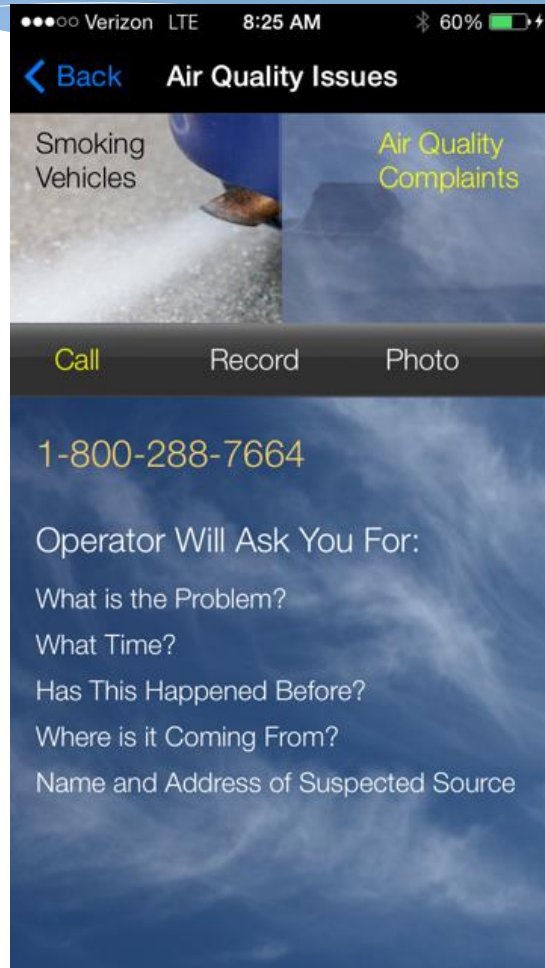 Verizon LTE 8:25 AM 60%
Back Air Quality Issues
Smoking
Vehicles
Air Quality
Complaints
Call Record Photo
1-800-288-7664
Operator Will Ask You For:
What is the Problem?
What Time?
Has This Happened Before?
Where is it Coming From?
Name and Address of Suspected Source